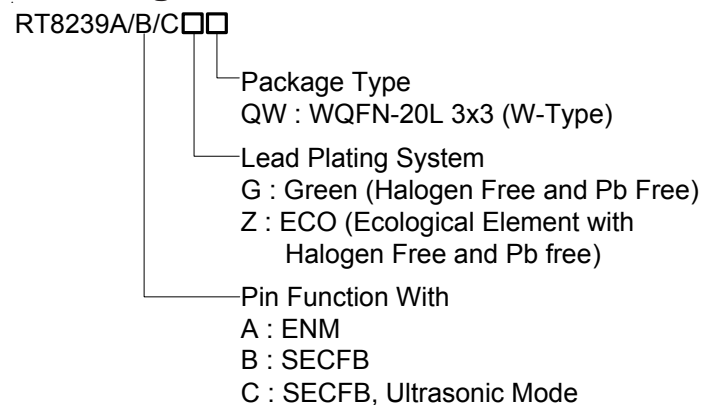 RT8239A/B/C□□
Package Type
QW : WQFN-20L 3x3 (W-Type)
Lead Plating System
G : Green (Halogen Free and Pb Free)
Z : ECO (Ecological Element with
Halogen Free and Pb free)
Pin Function With
A : ENM
B : SECFB
C : SECFB, Ultrasonic Mode